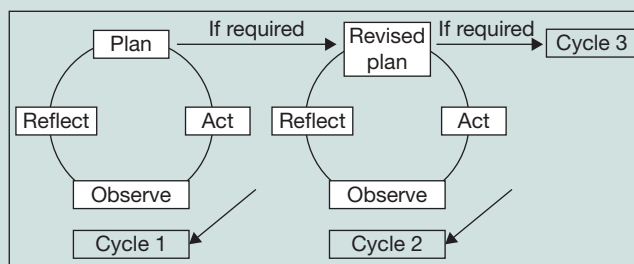 Plan
If required
Revised
plan
If required
Cycle 3
Reflect
Act
Reflect
Act
Observe
Observe
Cycle 1
Cycle 2